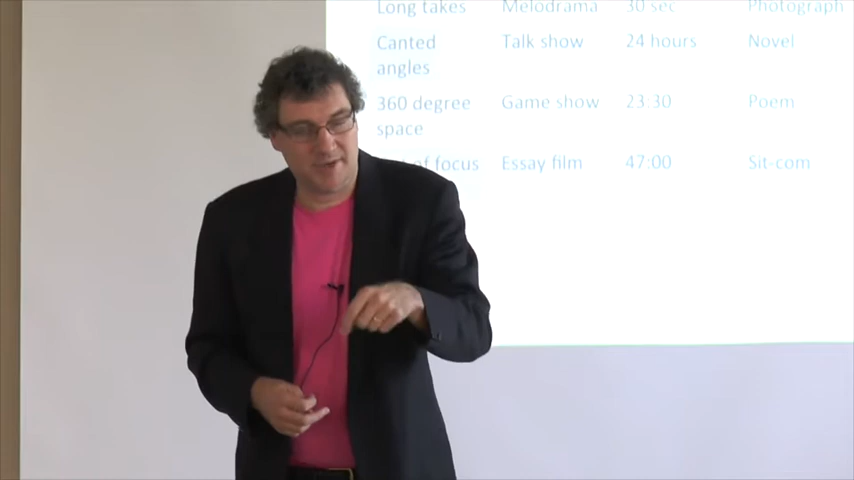 Long takes Melodrama 30 sec Photograph
Canted Talk show 24 hours Novel
angles
360 degree Game show 23:30 Poem
space
of focus Essay film 47:00 Sit-com